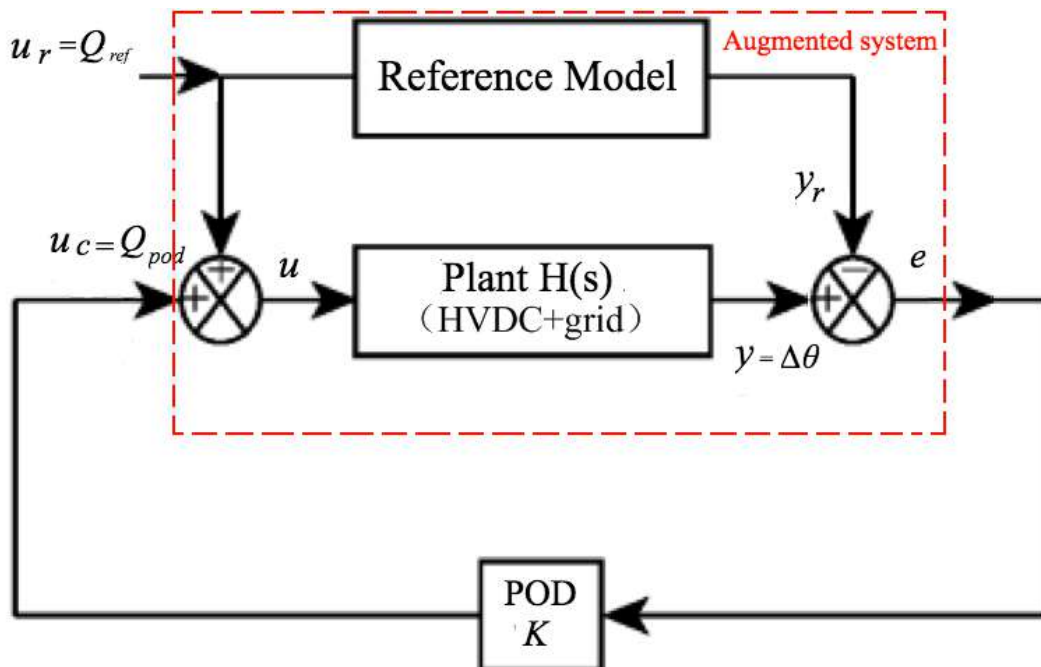 u r = Q ref
Augmented system
Reference Model
y r
u c = Q pod
+
+
u
Plant H(s)
（HVDC+grid）
+
−
e
y = Δθ
POD
K